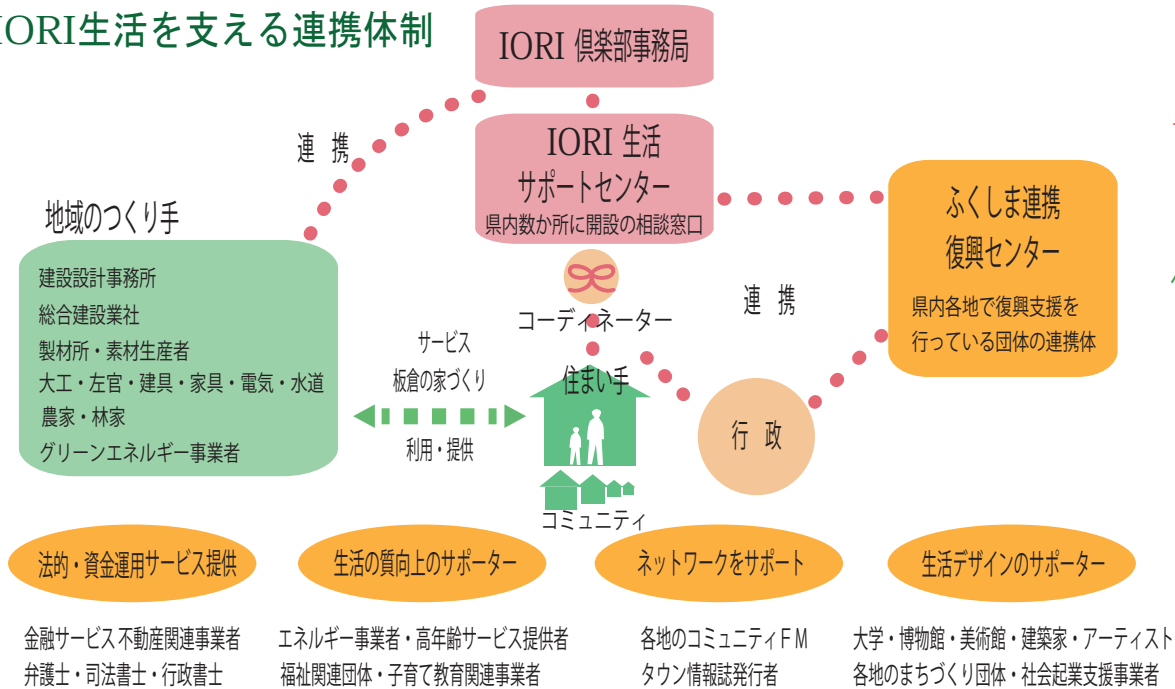 IORI生活を支える連携体制
IORI 倶楽部事務局
連 携
IORI 生活
サポートセンター
県内数か所に開設の相談窓口
ふくしま連携
復興センター
県内各地で復興支援を
行っている団体の連携体
地域のつくり手
建設設計事務所
総合建設業社
製材所・素材生産者
大工・左官・建具・家具・電気・水道
農家・林家
グリーンエネルギー事業者
コーディネーター
連 携
サービス
板倉の家づくり
利用・提供
住まい手
行 政
コミュニティ
法的・資金運用サービス提供
生活の質向上のサポーター
ネットワークをサポート
生活デザインのサポーター
金融サービス 不動産関連事業者
弁護士・司法書士・行政書士
エネルギー事業者・高年齢サービス提供者
福祉関連団体・子育て教育関連事業者
各地のコミュニティＦＭ
タウン情報誌発行者
大学・博物館・美術館・建築家・アーティスト
各地のまちづくり団体・社会起業支援事業者